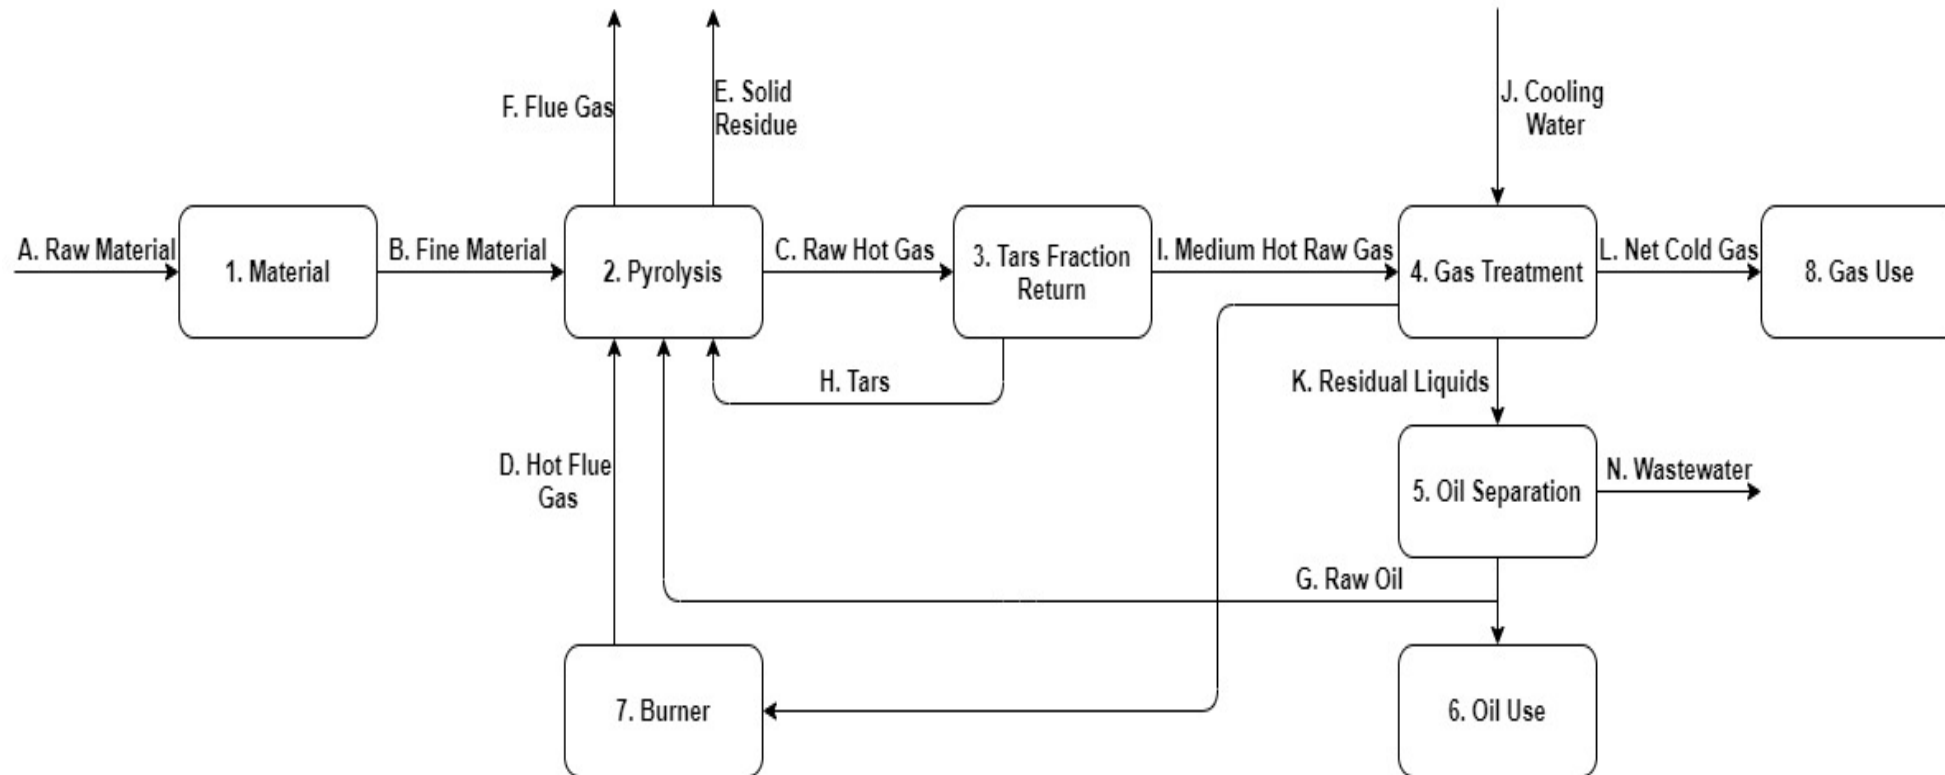 F. Flue Gas
E. Solid
Residue
J. Cooling
Water
A. Raw Material
1. Material
B. Fine Material
2. Pyrolysis
C. Raw Hot Gas
3. Tars Fraction
Return
I. Medium Hot Raw Gas
4. Gas Treatment
L. Net Cold Gas
8. Gas Use
H. Tars
K. Residual Liquids
D. Hot Flue
Gas
5. Oil Separation
N. Wastewater
G. Raw Oil
7. Burner
6. Oil Use